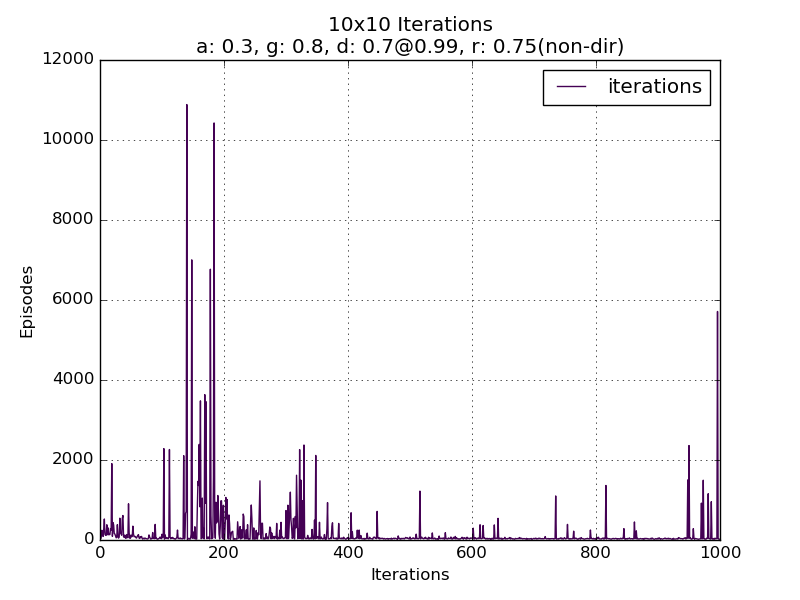 10x10 Iterations
a: 0.3, g: 0.8, d: 0.7@0.99, r: 0.75(non-dir)
12000
10000
8000
6000
4000
2000
0
Episodes
iterations
0 200 400 600 800 1000
Iterations